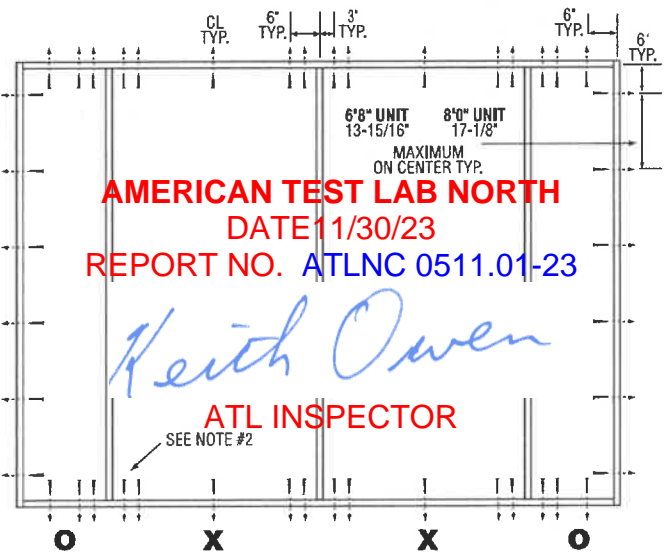 CL
TYP.
6"
TYP.
3"
6"
TYP.
6'
TYP.
6'8" UNIT 8'0" UNIT
13-15/16" 17-1/8"
MAXIMUM
ON CENTER TYP.
AMERICAN TEST LAB NORTH
DATE11/30/23
REPORT NO. ATLNC 0511.01-23
Keith Owen
ATL INSPECTOR
SEE NOTE #2
O X X O